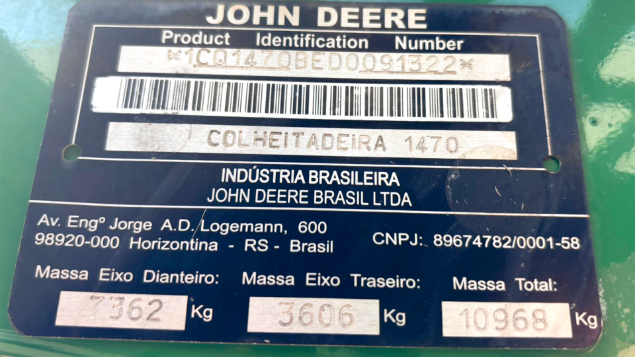 JOHN DEERE
Product Identification Number
*1CQ1470BED0091322*
COLHEITADEIRA 1470
INDÚSTRIA BRASILEIRA
JOHN DEERE BRASIL LTDA
Av. Engº Jorge A.D. Logemann, 600
98920-000 Horizontina - RS - Brasil
CNPJ: 89674782/0001-58
Massa Eixo Dianteiro: Massa Eixo Traseiro: Massa Total:
7362 Kg 3606 Kg 10968 Kg